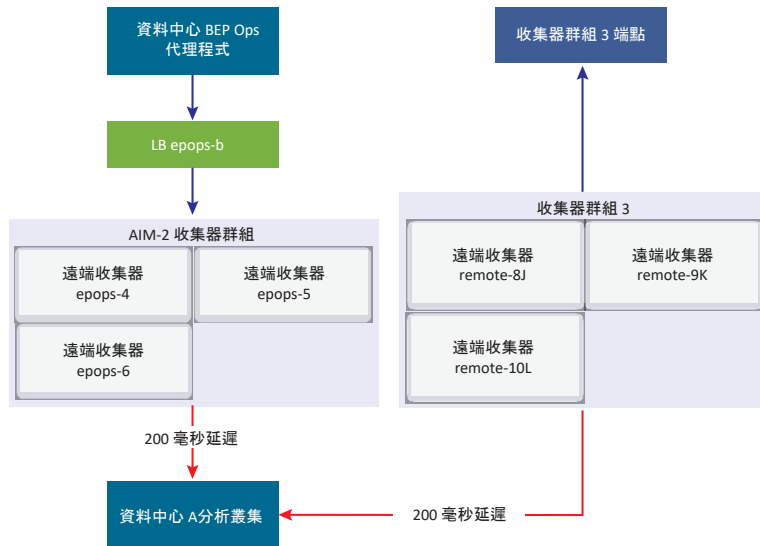 資料中心 BEP Ops
代理程式
收集器群組 3 端點
LB epops-b
AIM-2 收集器群組
遠端收集器
epops-4
遠端收集器
epops-5
遠端收集器
epops-6
收集器群組 3
遠端收集器
remote-8J
遠端收集器
remote-9K
遠端收集器
remote-10L
200 毫秒延遲
資料中心 A分析叢集
200 毫秒延遲